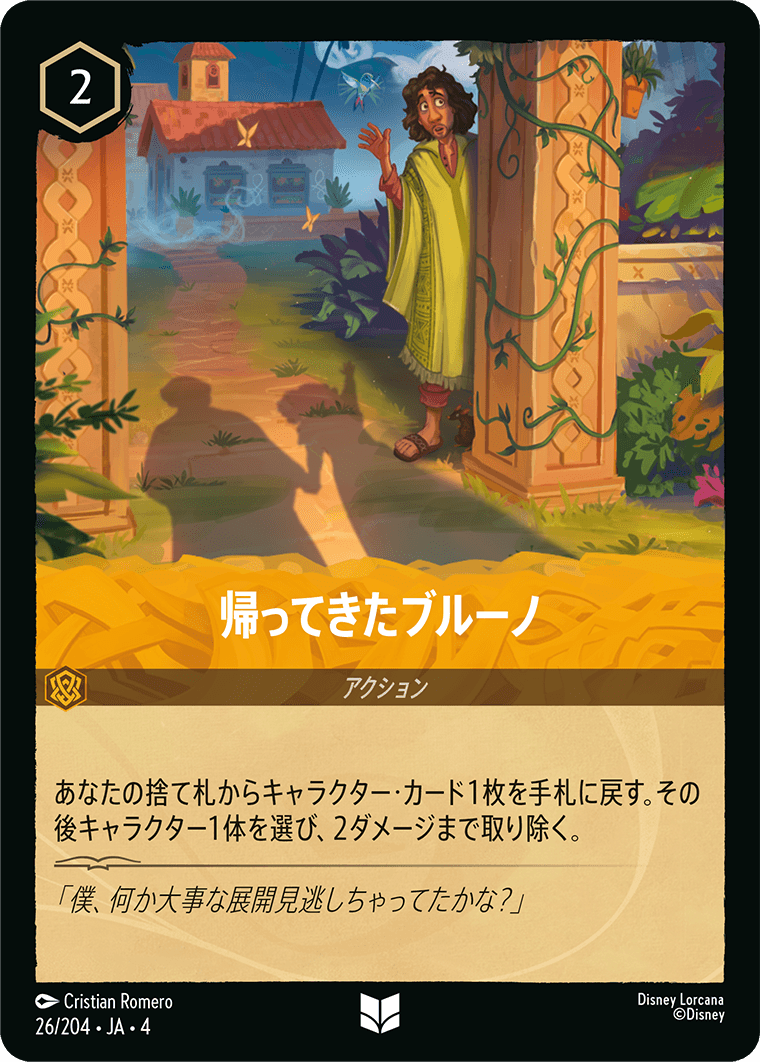 2
帰ってきたブルーノ
アクション
あなたの捨て札からキャラクター・カード1枚を手札に戻す。その
後キャラクター1体を選び、2ダメージまで取り除く。
「僕、何か大事な展開見逃しちゃってたかな?」
Cristian Romero
26/204 • JA • 4
Disney Lorcana
©Disney